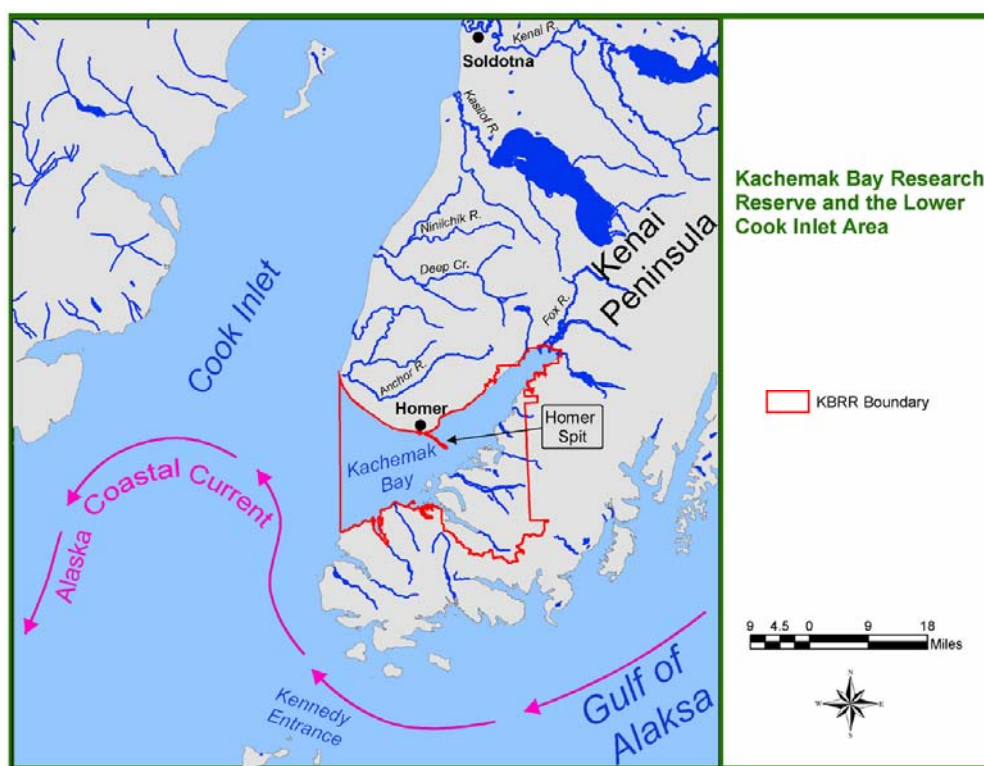 Kenai R.
Soldotna
Kasilof R.
Ninilchik R.
Deep Cr.
Kenai
Peninsula
Fox R.
Cook Inlet
Anchor R.
Homer
Homer
Spit
Kachemak
Bay
Alaska Coastal Current
Kennedy
Entrance
Gulf of
Alaksa
Kachemak Bay Research
Reserve and the Lower
Cook Inlet Area
KBRR Boundary
9 4.5 0 9 18
Miles
N
W E
S